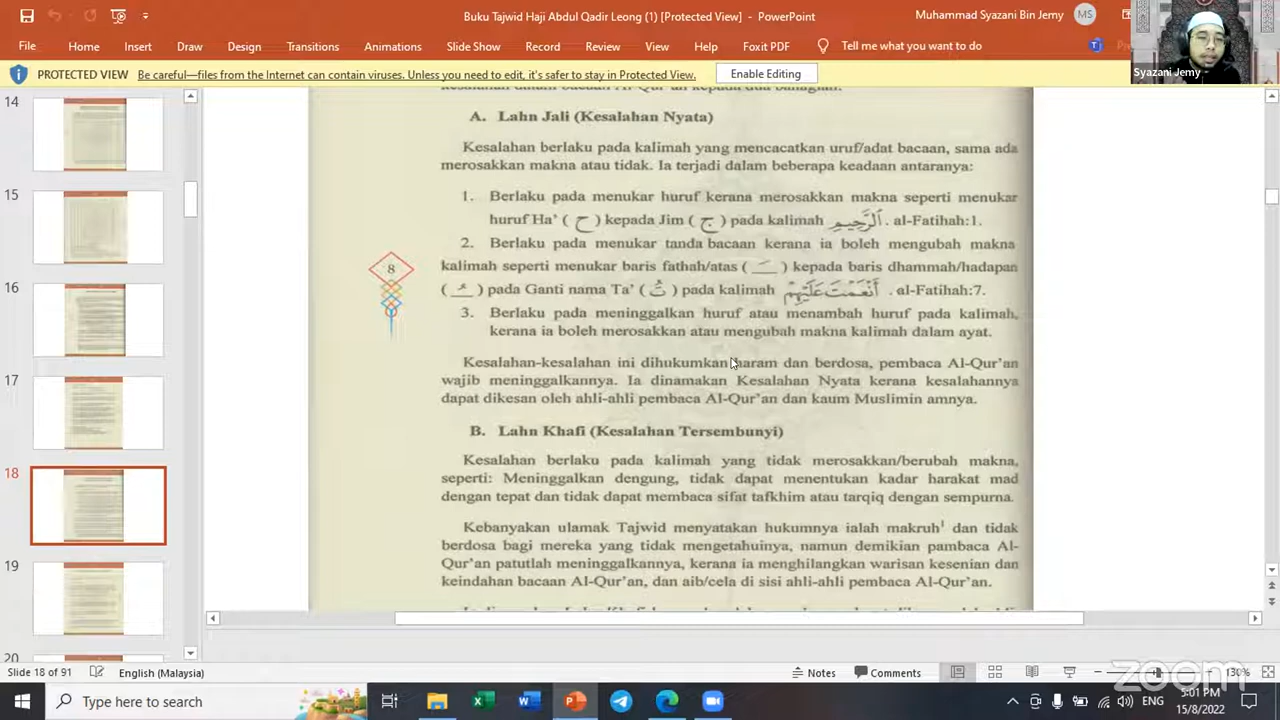 Buku Tajwid Haji Abdul Qadir Leong (1) [Protected View] - PowerPoint
Muhammad Syazani Bin Jemy
MS
File Home Insert Draw Design Transitions Animations Slide Show Record Review View Help Foxit PDF Tell me what you want to do
Syazani Jemy
PROTECTED VIEW Be careful—files from the Internet can contain viruses. Unless you need to edit, it's safer to stay in Protected View. Enable Editing
14
15
16
17
18
19
20
A. Lahn Jali (Kesalahan Nyata)
Kesalahan berlaku pada kalimah yang mencacatkan uruf/adat bacaan, sama ada
merosakkan makna atau tidak. Ia terjadi dalam beberapa keadaan antaranya:
1. Berlaku pada menukar huruf kerana merosakkan makna seperti menukar
huruf Ha' ( ح ) kepada Jim ( ج ) pada kalimah اَلرَّحِيمِ . al-Fatihah:1.
2. Berlaku pada menukar tanda bacaan kerana ia boleh mengubah makna
kalimah seperti menukar baris fathah/atas ( ـَ ) kepada baris dhammah/hadapan
( ـُ ) pada Ganti nama Ta' ( تُ ) pada kalimah أَنْعَمْتَ عَلَيْهِمْ . al-Fatihah:7.
8
3. Berlaku pada meninggalkan huruf atau menambah huruf pada kalimah,
kerana ia boleh merosakkan atau mengubah makna kalimah dalam ayat.
Kesalahan-kesalahan ini dihukumkan haram dan berdosa, pembaca Al-Qur'an
wajib meninggalkannya. Ia dinamakan Kesalahan Nyata kerana kesalahannya
dapat dikesan oleh ahli-ahli pembaca Al-Qur'an dan kaum Muslimin amnya.
B. Lahn Khafi (Kesalahan Tersembunyi)
Kesalahan berlaku pada kalimah yang tidak merosakkan/berubah makna,
seperti: Meninggalkan dengung, tidak dapat menentukan kadar harakat mad
dengan tepat dan tidak dapat membaca sifat tafkhim atau tarqiq dengan sempurna.
Kebanyakan ulamak Tajwid menyatakan hukumnya ialah makruh¹ dan tidak
berdosa bagi mereka yang tidak mengetahuinya, namun demikian pambaca Al-
Qur'an patutlah meninggalkannya, kerana ia menghilangkan warisan kesenian dan
keindahan bacaan Al-Qur'an, dan aib/cela di sisi ahli-ahli pembaca Al-Qur'an.
Slide 18 of 91 English (Malaysia) Notes Comments 130%
zoom
Type here to search
ENG
5:01 PM
15/8/2022